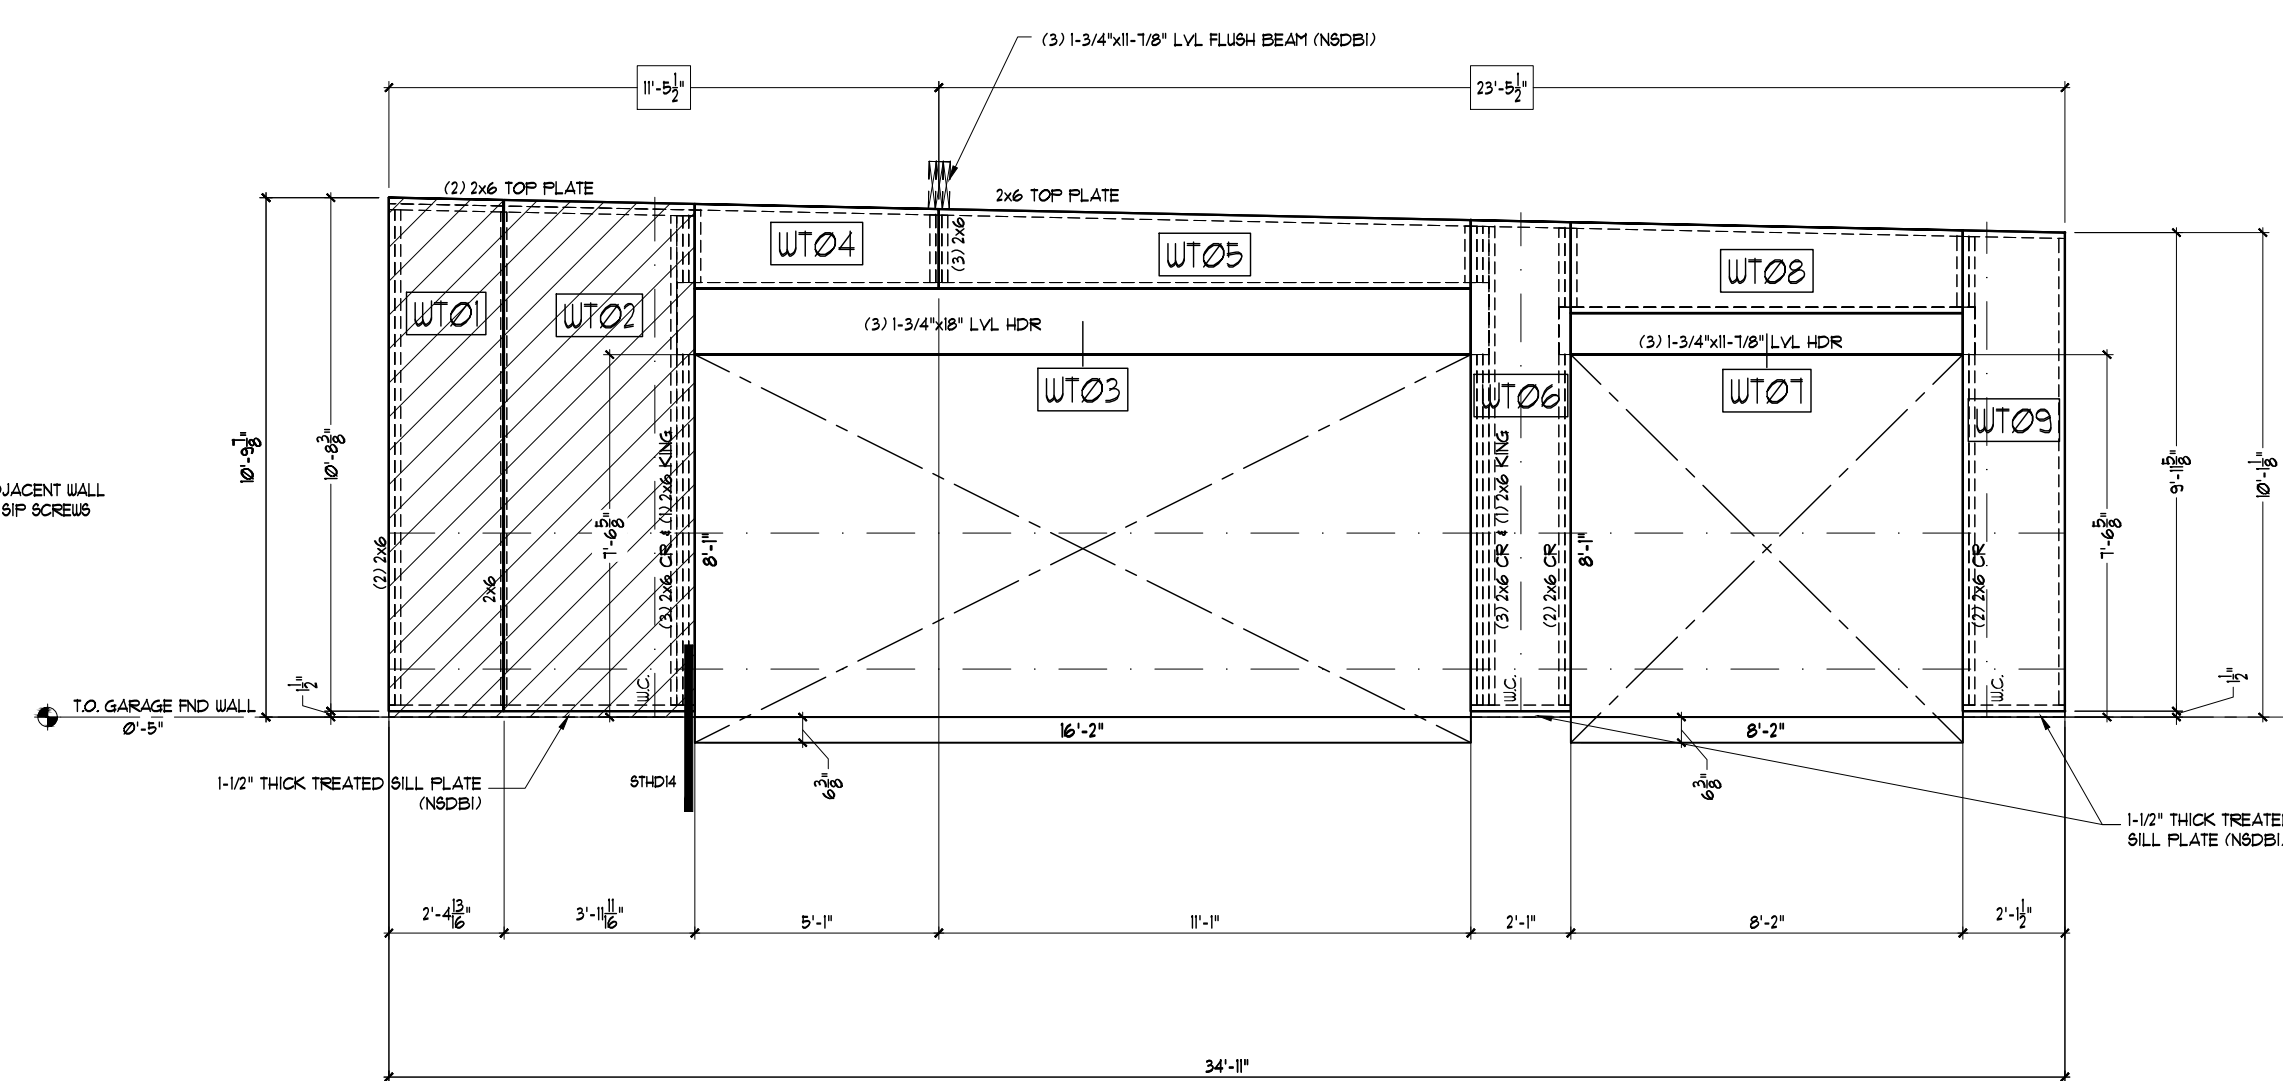 (3) 1-3/4"x11-7/8" LVL FLUSH BEAM (NSDBI)
11'-5 1/2"
23'-5 1/2"
(2) 2x6 TOP PLATE
2x6 TOP PLATE
WT01
WT02
WT04
(3) 2x6
WT05
WT08
(3) 1-3/4"x18" LVL HDR
(3) 1-3/4"x11-7/8" LVL HDR
WT03
WT06
WT07
WT09
10'-9 7/8"
10'-8 3/8"
JACENT WALL
SIP SCREWS
(2) 2x6
2x6
7'-6 5/8"
(3) 2x6 CR & (1) 2x6 KING
8'-1"
(3) 2x6 CR & (1) 2x6 KING
(2) 2x6 CR
8'-1"
(2) 2x6 CR
7'-6 5/8"
9'-11 5/8"
10'-1 1/8"
1 1/2"
W.C.
W.C.
W.C.
1 1/2"
T.O. GARAGE FND WALL
0'-5"
16'-2"
8'-2"
6 3/8"
6 3/8"
1-1/2" THICK TREATED SILL PLATE
(NSDBI)
STHD14
1-1/2" THICK TREATE
SILL PLATE (NSDBI
2'-4 13/16"
3'-11 11/16"
5'-1"
11'-1"
2'-1"
8'-2"
2'-1 1/2"
34'-11"